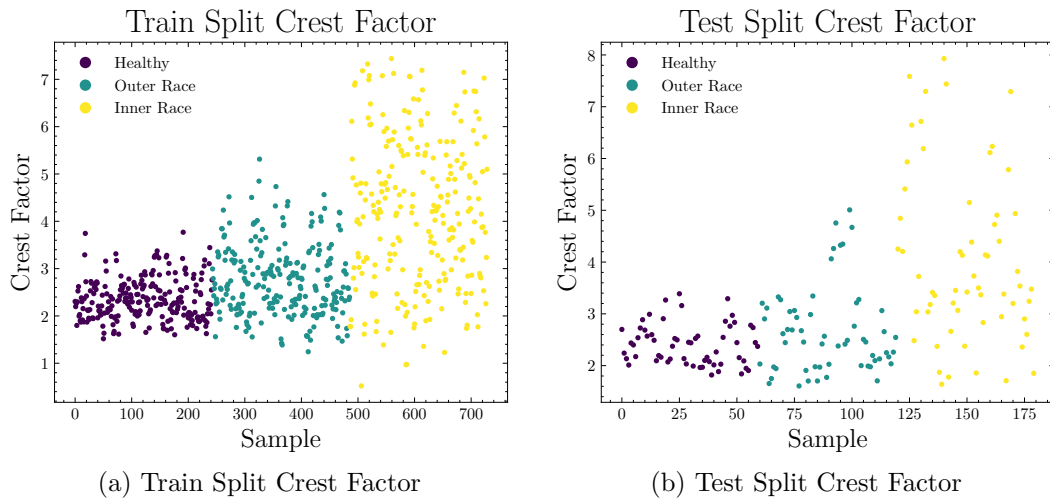 Train Split Crest Factor
Healthy
Outer Race
Inner Race
7
6
5
4
3
2
1
Crest Factor
0 100 200 300 400 500 600 700
Sample
(a) Train Split Crest Factor
Test Split Crest Factor
Healthy
Outer Race
Inner Race
8
7
6
5
4
3
2
Crest Factor
0 25 50 75 100 125 150 175
Sample
(b) Test Split Crest Factor